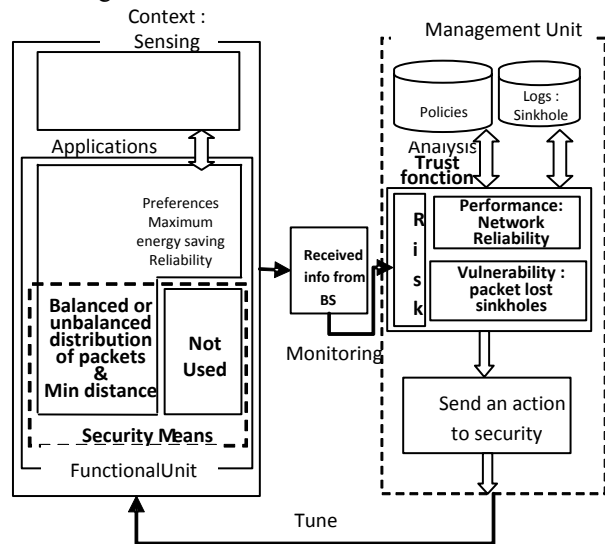 Context :
Sensing
Applications
Preferences
Maximum
energy saving
Reliability
Balanced or
unbalanced
distribution
of packets
&
Min distance
Not
Used
Security Means
FunctionalUnit
Received
info from
BS
Monitoring
Management Unit
Policies
Logs :
Sinkhole
Analysis
Trust
fonction
R
i
s
k
Performance:
Network
Reliability
Vulnerability :
packet lost
sinkholes
Send an action
to security
Tune